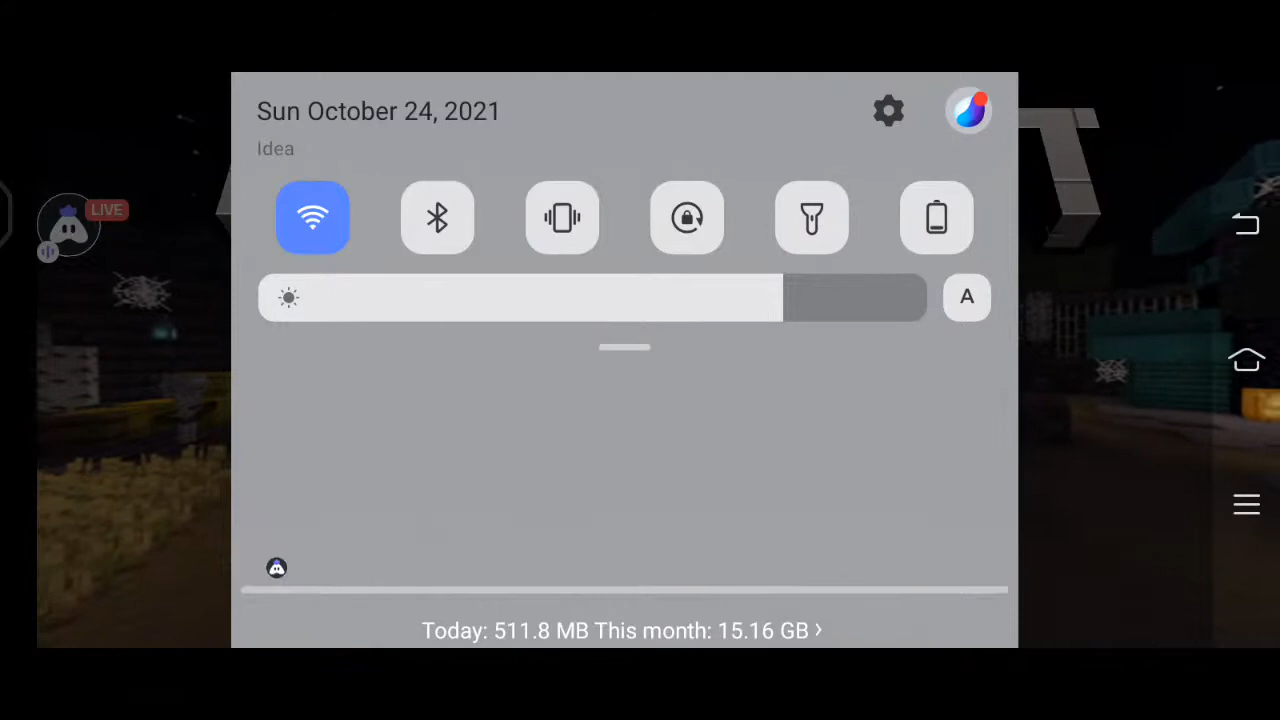 Sun October 24, 2021
Idea
LIVE
A
Today: 511.8 MB This month: 15.16 GB ›